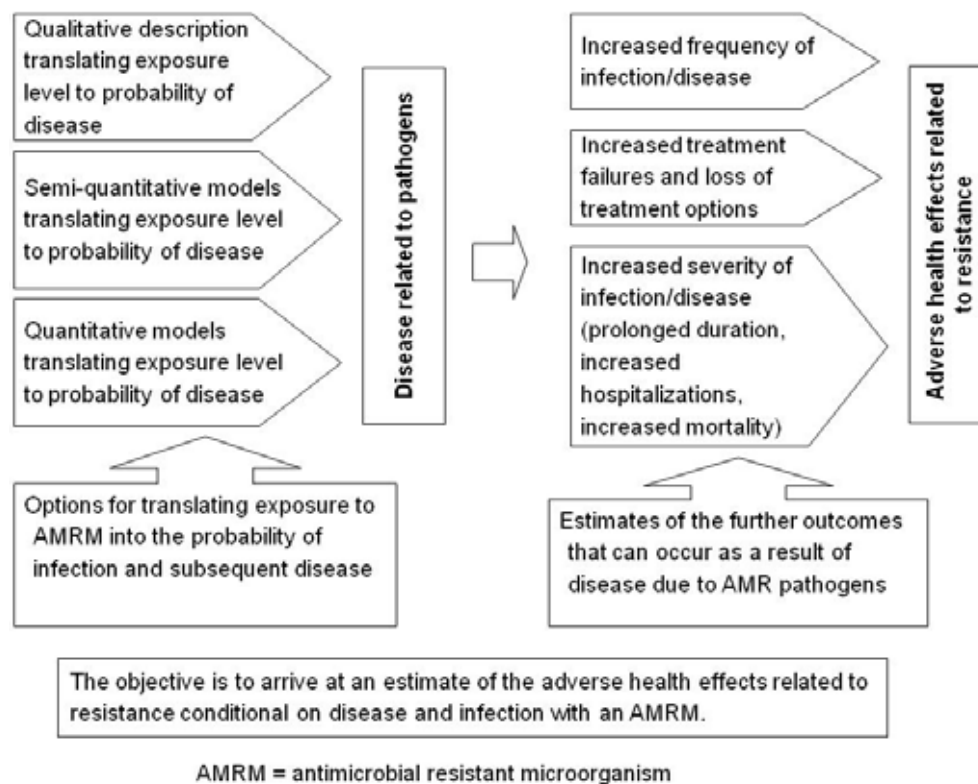 Qualitative description
translating exposure
level to probability of
disease
Semi-quantitative models
translating exposure level
to probability of disease
Quantitative models
translating exposure level
to probability of disease
Options for translating exposure to
AMRM into the probability of
infection and subsequent disease
Disease related to pathogens
Increased frequency of
infection/disease
Increased treatment
failures and loss of
treatment options
Increased severity of
infection/disease
(prolonged duration,
increased
hospitalizations,
increased mortality)
Estimates of the further outcomes
that can occur as a result of
disease due to AMR pathogens
Adverse health effects related
to resistance
The objective is to arrive at an estimate of the adverse health effects related to
resistance conditional on disease and infection with an AMRM.
AMRM = antimicrobial resistant microorganism